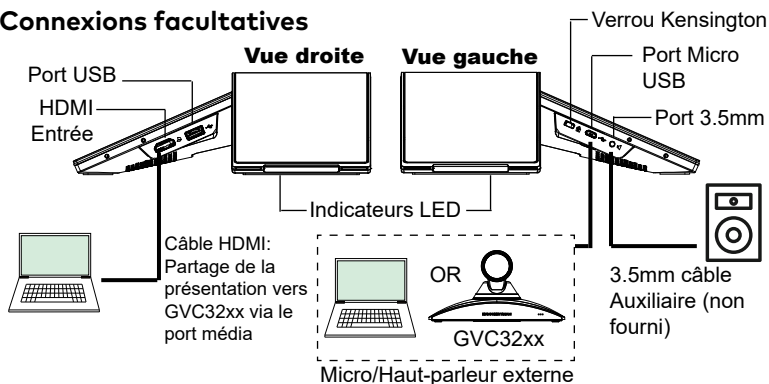 Connexions facultatives
Verrou Kensington
Vue droite
Vue gauche
Port Micro
USB
Port USB
HDMI
Entrée
Port 3.5mm
Indicateurs LED
Câble HDMI:
Partage de la
présentation vers
GVC32xx via le
port média
OR
GVC32xx
3.5mm câble
Auxiliaire (non
fourni)
Micro/Haut-parleur externe